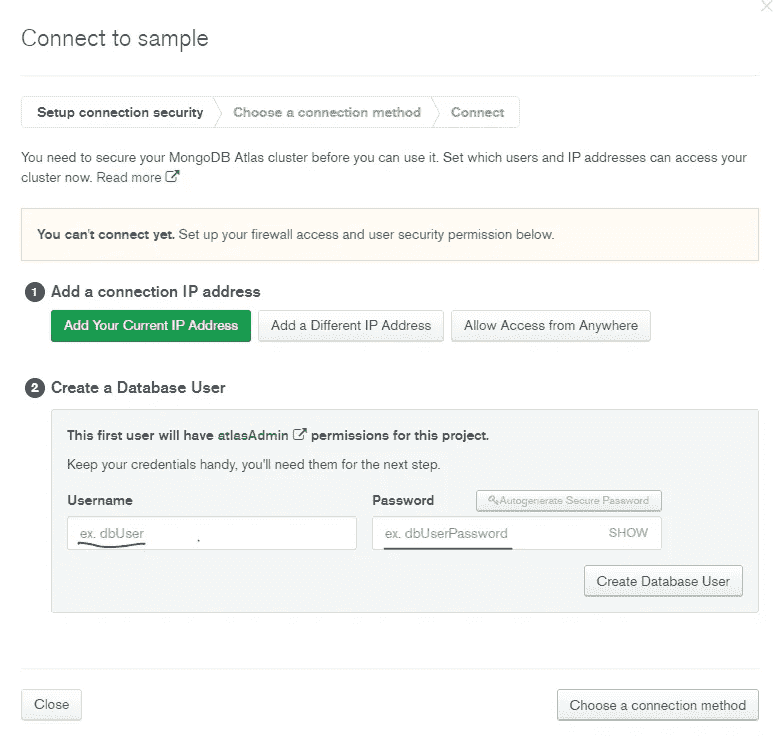 Connect to sample
Setup connection security Choose a connection method Connect
You need to secure your MongoDB Atlas cluster before you can use it. Set which users and IP addresses can access your
cluster now. Read more
You can't connect yet. Set up your firewall access and user security permission below.
1 Add a connection IP address
Add Your Current IP Address Add a Different IP Address Allow Access from Anywhere
2 Create a Database User
This first user will have atlasAdmin permissions for this project.
Keep your credentials handy, you'll need them for the next step.
Username Password Autogenerate Secure Password
ex. dbUser ex. dbUserPassword SHOW
Create Database User
Close Choose a connection method